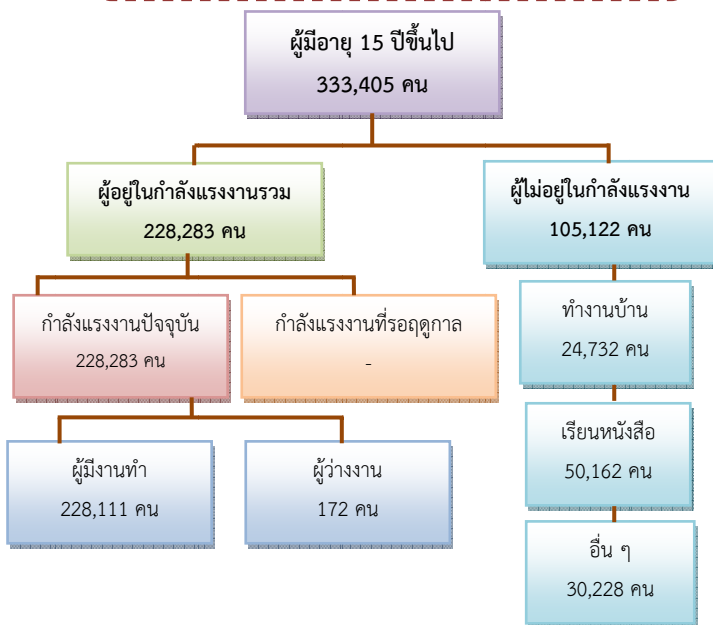 ผู้มีอายุ 15 ปีขึ้นไป
333,405 คน
ผู้อยู่ในกำลังแรงงานรวม
228,283 คน
ผู้ไม่อยู่ในกำลังแรงงาน
105,122 คน
กำลังแรงงานปัจจุบัน
228,283 คน
กำลังแรงงานที่รอฤดูกาล
-
ทำงานบ้าน
24,732 คน
ผู้มีงานทำ
228,111 คน
ผู้ว่างงาน
172 คน
เรียนหนังสือ
50,162 คน
อื่น ๆ
30,228 คน